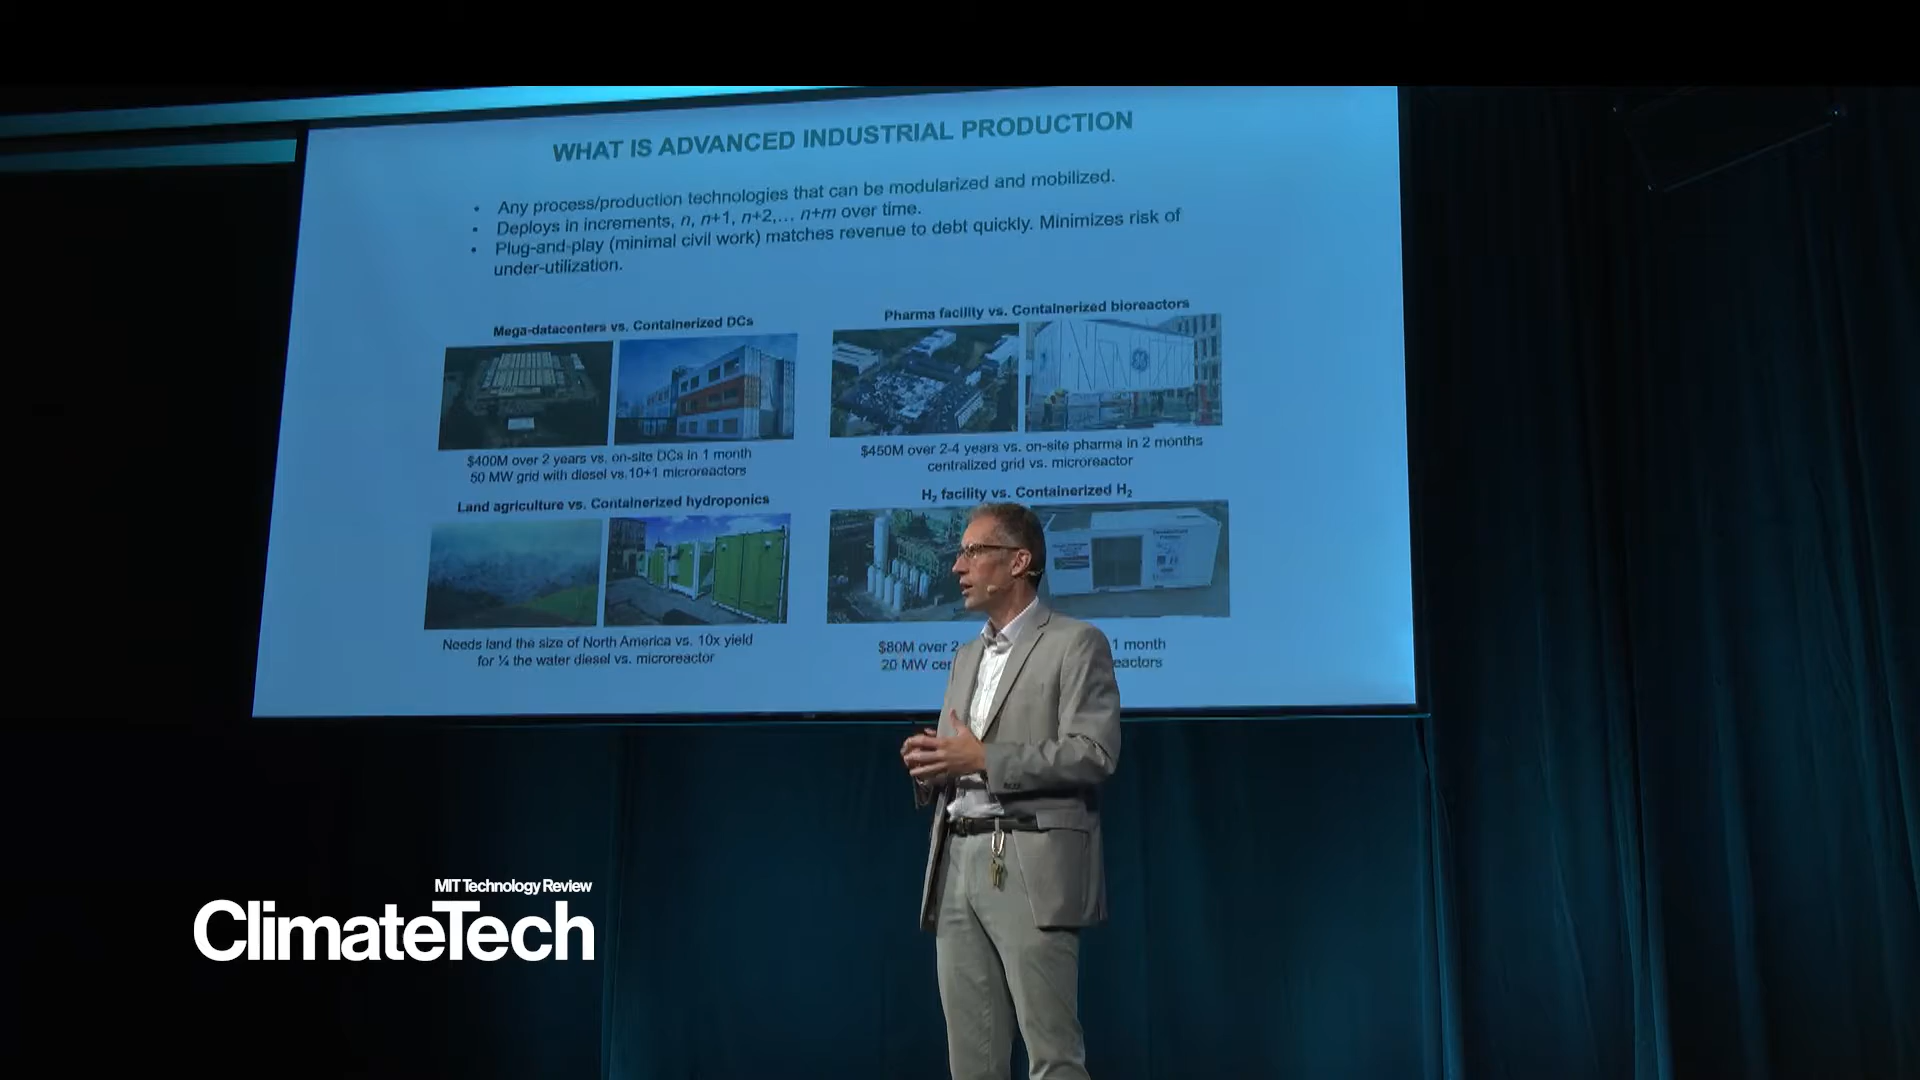 WHAT IS ADVANCED INDUSTRIAL PRODUCTION
• Any process/production technologies that can be modularized and mobilized.
• Deploys in increments, n, n+1, n+2,... n+m over time.
• Plug-and-play (minimal civil work) matches revenue to debt quickly. Minimizes risk of
under-utilization.
Mega-datacenters vs. Containerized DCs
$400M over 2 years vs. on-site DCs in 1 month
50 MW grid with diesel vs.10+1 microreactors
Pharma facility vs. Containerized bioreactors
$450M over 2-4 years vs. on-site pharma in 2 months
centralized grid vs. microreactor
Land agriculture vs. Containerized hydroponics
Needs land the size of North America vs. 10x yield
for ¼ the water diesel vs. microreactor
H₂ facility vs. Containerized H₂
$80M over 2 1 month
20 MW
MIT Technology Review
ClimateTech